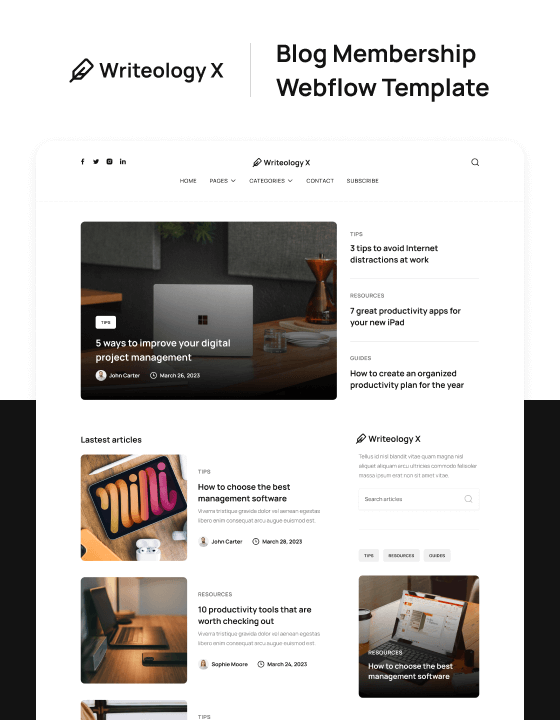 Writeology X
Blog Membership
Webflow Template
Writeology X
HOME PAGES CATEGORIES CONTACT SUBSCRIBE
TIPS
5 ways to improve your digital
project management
John Carter March 26, 2023
TIPS
3 tips to avoid Internet
distractions at work
RESOURCES
7 great productivity apps for
your new iPad
GUIDES
How to create an organized
productivity plan for the year
Lastest articles
TIPS
How to choose the best
management software
Viverra tristique gravida dolor vel aenean egestas
libero enim consequat arcu augue euismod est.
John Carter March 28, 2023
RESOURCES
10 productivity tools that are
worth checking out
Viverra tristique gravida dolor vel aenean egestas
libero enim consequat arcu augue euismod est.
Sophie Moore March 24, 2023
TIPS
Writeology X
Tellus id nisi blandit vitae quam magna nisl
aliquat aliquam arcu ultricies commodo felisoler
massa ipsum erat non sit amet vitae.
Search articles
TIPS RESOURCES GUIDES
RESOURCES
How to choose the best
management software